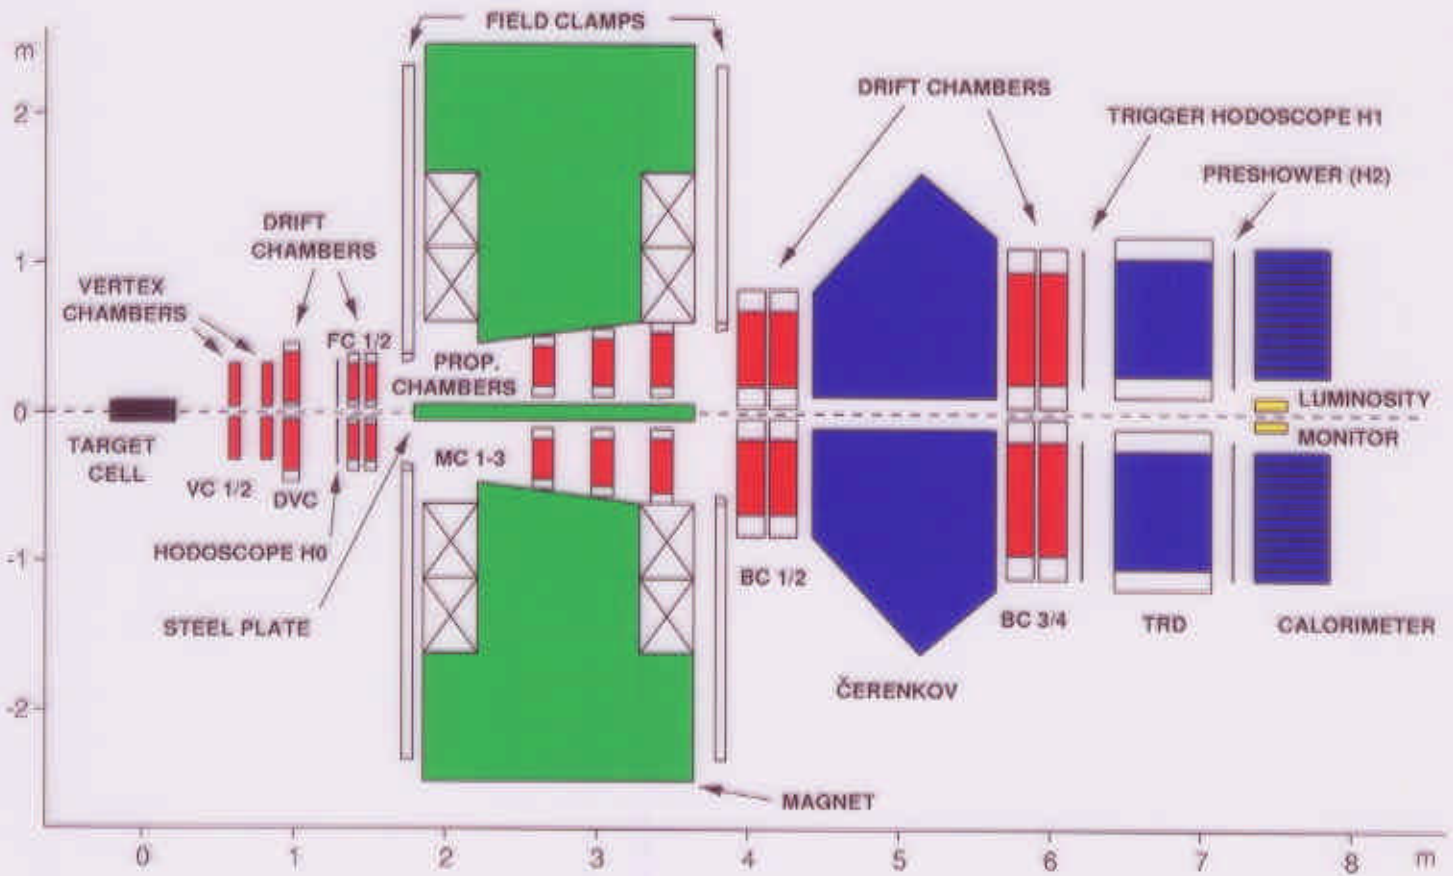 FIELD CLAMPS
m
2
1
0
-1
-2
DRIFT CHAMBERS
TRIGGER HODOSCOPE H1
PRESHOWER (H2)
DRIFT
CHAMBERS
VERTEX
CHAMBERS
FC 1/2
PROP.
CHAMBERS
LUMINOSITY
MONITOR
TARGET
CELL
VC 1/2
DVC
MC 1-3
HODOSCOPE H0
STEEL PLATE
BC 1/2
BC 3/4
TRD
CALORIMETER
ČERENKOV
MAGNET
0 1 2 3 4 5 6 7 8 m